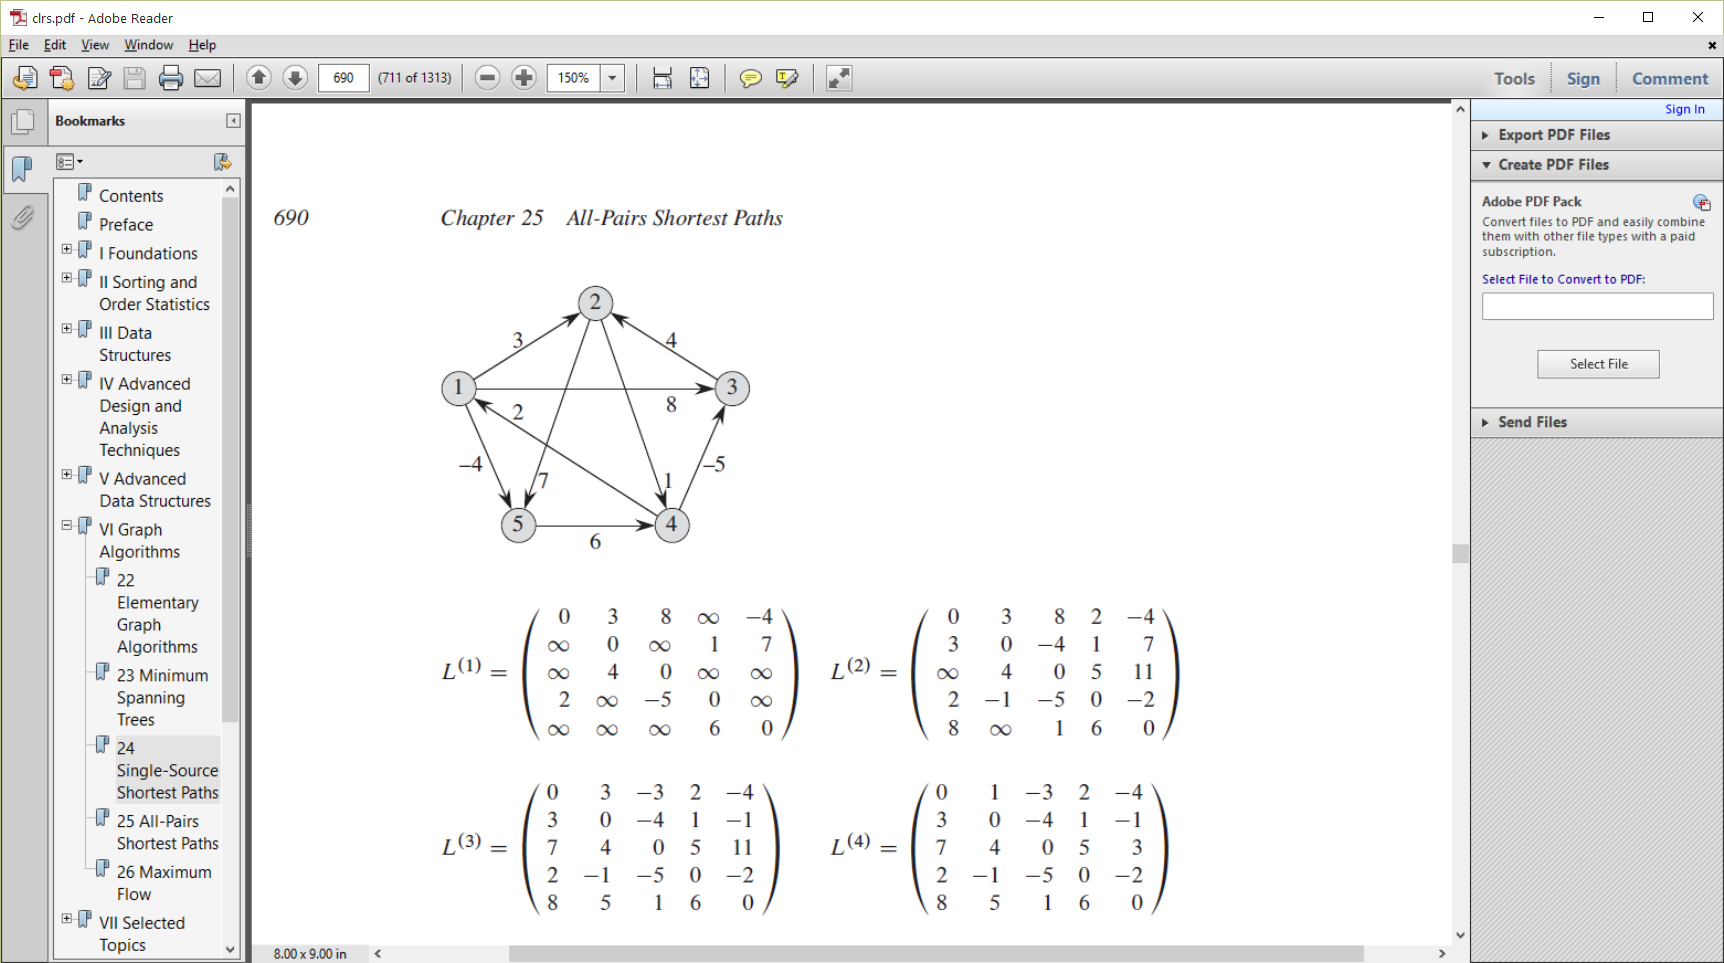 clrs.pdf - Adobe Reader
File Edit View Window Help
690 (711 of 1313) 150% Tools Sign Comment
Bookmarks
Contents
Preface
I Foundations
II Sorting and
Order Statistics
III Data
Structures
IV Advanced
Design and
Analysis
Techniques
V Advanced
Data Structures
VI Graph
Algorithms
22
Elementary
Graph
Algorithms
23 Minimum
Spanning
Trees
24
Single-Source
Shortest Paths
25 All-Pairs
Shortest Paths
26 Maximum
Flow
VII Selected
Topics
690 Chapter 25 All-Pairs Shortest Paths
2
3 4
1 3
2 8
–4 –5
7 1
5 4
6
L(1) =
0 3 8 ∞ –4
∞ 0 ∞ 1 7
∞ 4 0 ∞ ∞
2 ∞ –5 0 ∞
∞ ∞ ∞ 6 0
L(2) =
0 3 8 2 –4
3 0 –4 1 7
∞ 4 0 5 11
2 –1 –5 0 –2
8 ∞ 1 6 0
L(3) =
0 3 –3 2 –4
3 0 –4 1 –1
7 4 0 5 11
2 –1 –5 0 –2
8 5 1 6 0
L(4) =
0 1 –3 2 –4
3 0 –4 1 –1
7 4 0 5 3
2 –1 –5 0 –2
8 5 1 6 0
8.00 x 9.00 in
Sign In
Export PDF Files
Create PDF Files
Adobe PDF Pack
Convert files to PDF and easily combine
them with other file types with a paid
subscription.
Select File to Convert to PDF:
Select File
Send Files